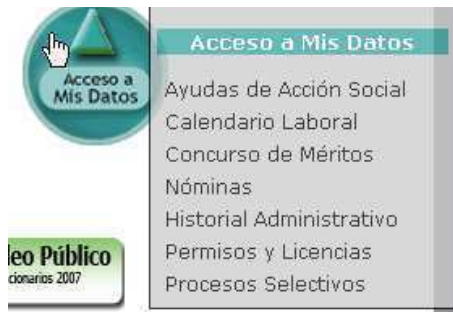 Acceso a
Mis Datos
Acceso a Mis Datos
Ayudas de Acción Social
Calendario Laboral
Concurso de Méritos
Nóminas
Historial Administrativo
Permisos y Licencias
Procesos Selectivos
leo Público
cionarios 2007